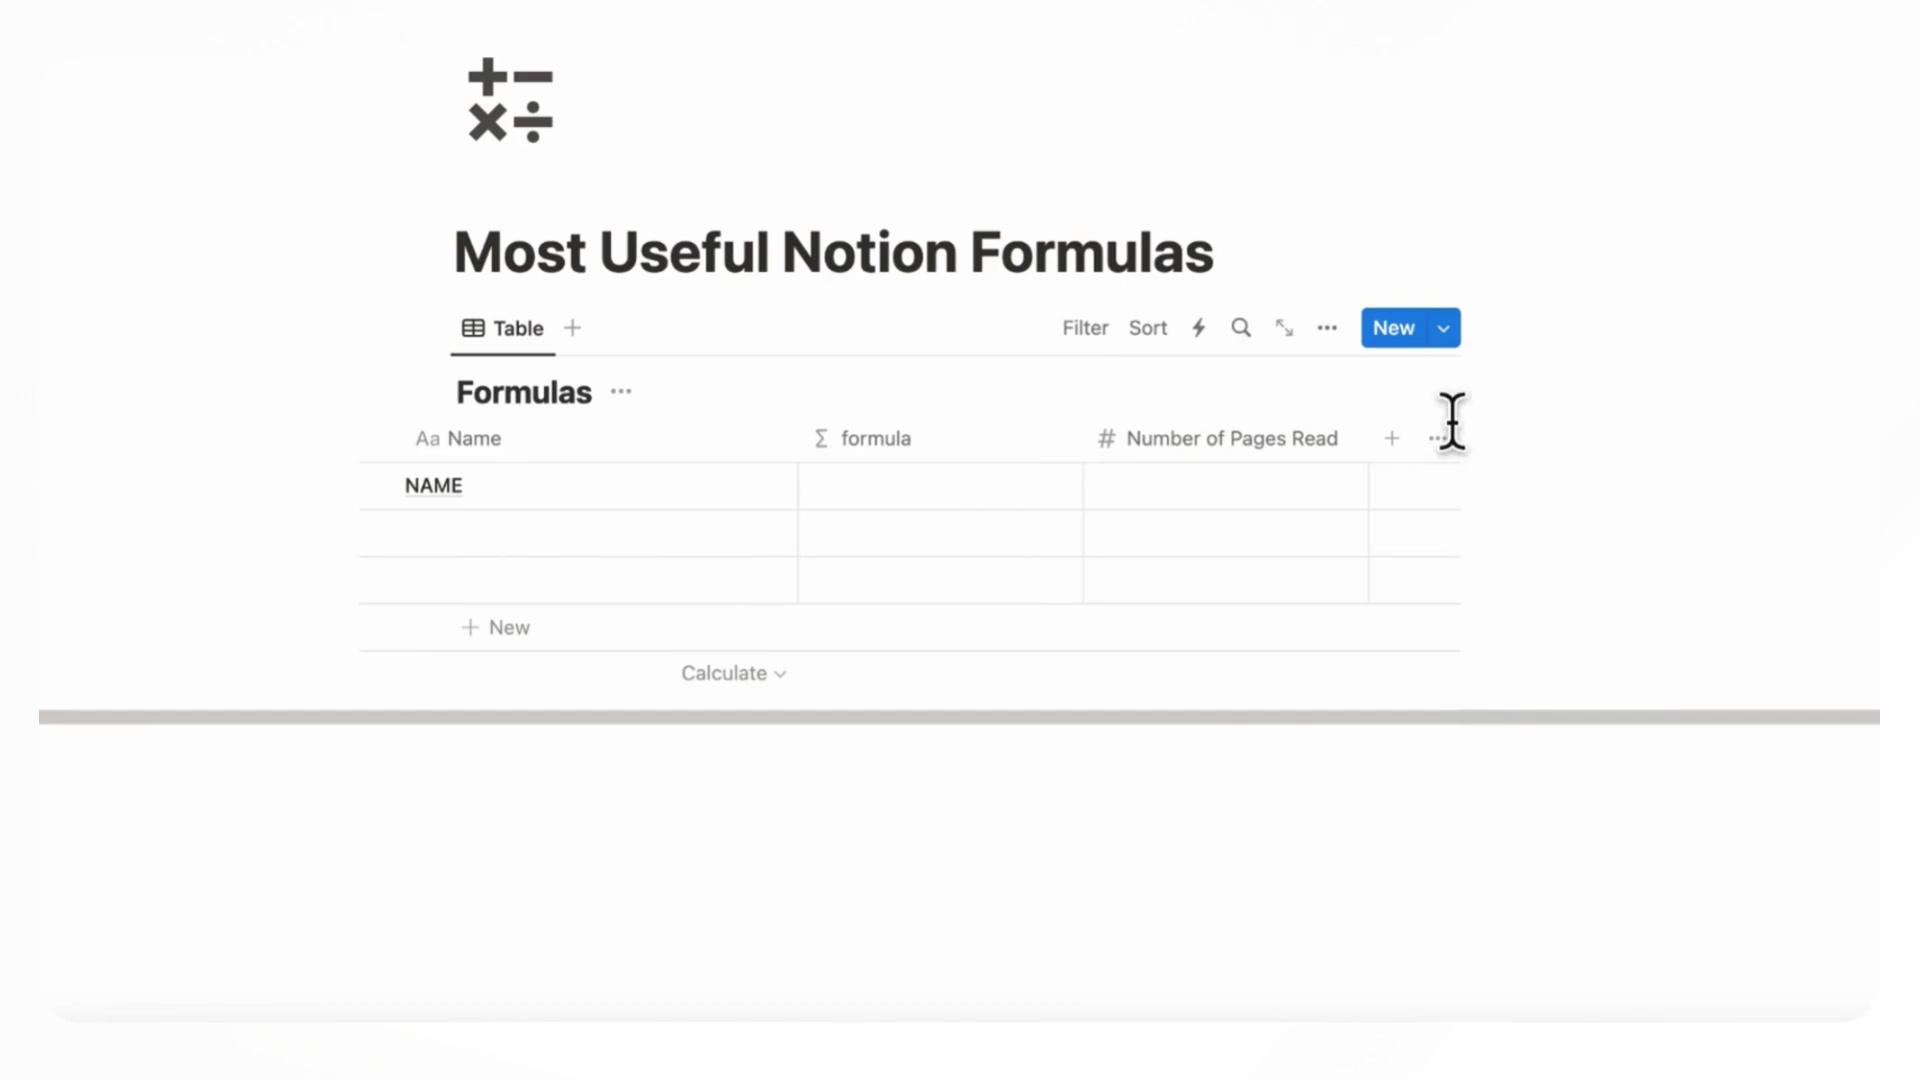 Most Useful Notion Formulas
Table
Filter Sort New
Formulas
Aa Name Σ formula # Number of Pages Read
NAME
New
Calculate